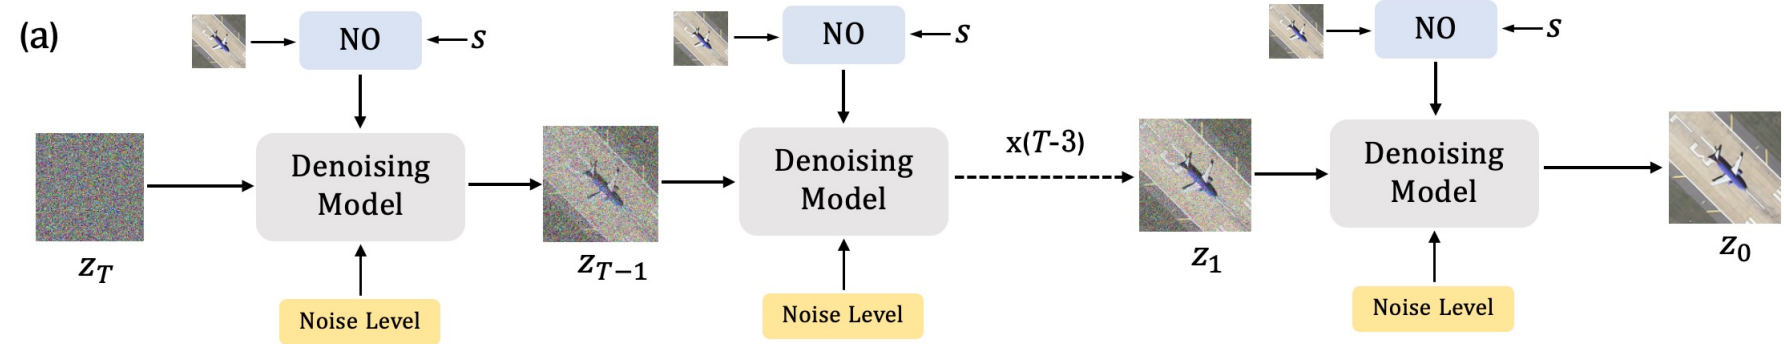 (a)
NO
s
NO
s
NO
s
Denoising
Model
Denoising
Model
x(T-3)
Denoising
Model
z_T
z_{T-1}
z_1
z_0
Noise Level
Noise Level
Noise Level